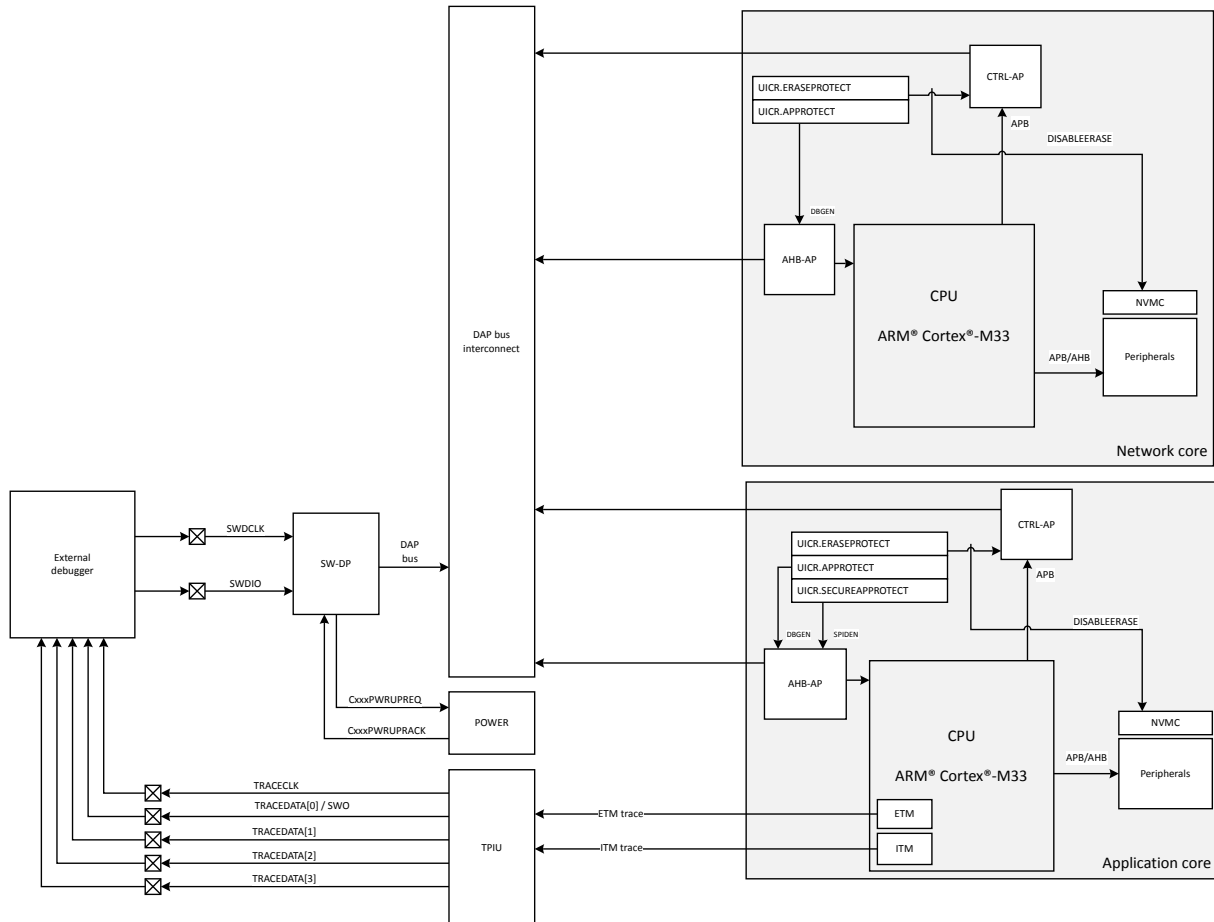 CTRL-AP
UICR.ERASEPROTECT
UICR.APPROTECT
APB
DISABLEERASE
DBGEN
AHB-AP
CPU
ARM® Cortex®-M33
NVMC
APB/AHB
Peripherals
Network core
DAP bus
interconnect
External
debugger
SWDCLK
SWDIO
SW-DP
DAP
bus
CTRL-AP
UICR.ERASEPROTECT
UICR.APPROTECT
UICR.SECUREAPPROTECT
APB
DISABLEERASE
DBGEN
SPIDEN
AHB-AP
CPU
ARM® Cortex®-M33
NVMC
APB/AHB
Peripherals
ETM
ITM
Application core
CxxxPWRUPREQ
CxxxPWRUPRACK
POWER
TRACECLK
TRACEDATA[0] / SWO
TRACEDATA[1]
TRACEDATA[2]
TRACEDATA[3]
TPIU
ETM trace
ITM trace